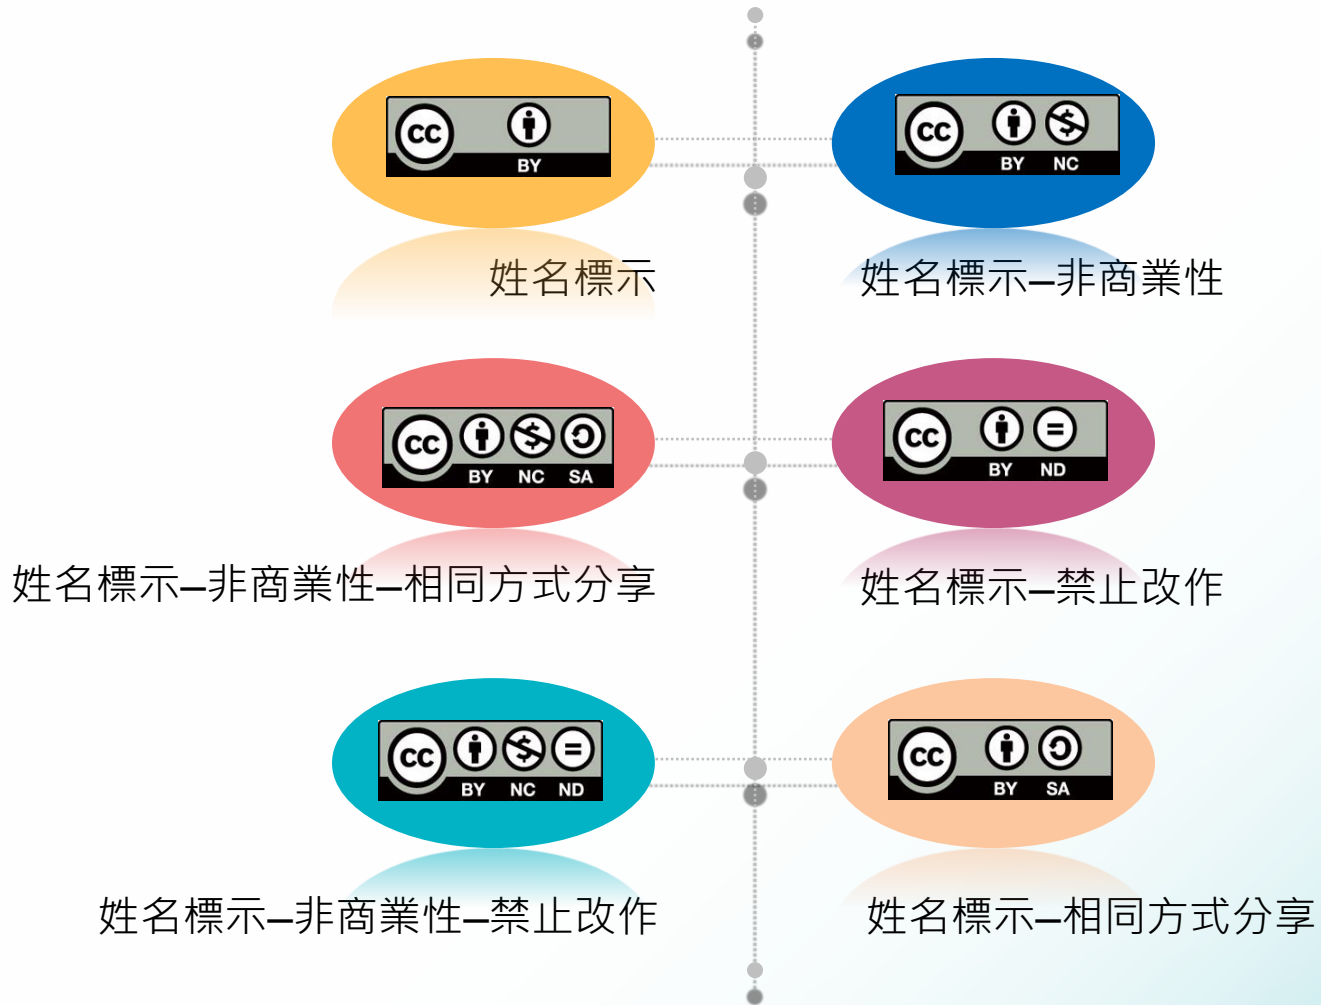 CC BY
CC BY NC
姓名標示
姓名標示–非商業性
CC BY NC SA
CC BY ND
姓名標示–非商業性–相同方式分享
姓名標示–禁止改作
CC BY NC ND
CC BY SA
姓名標示–非商業性–禁止改作
姓名標示–相同方式分享